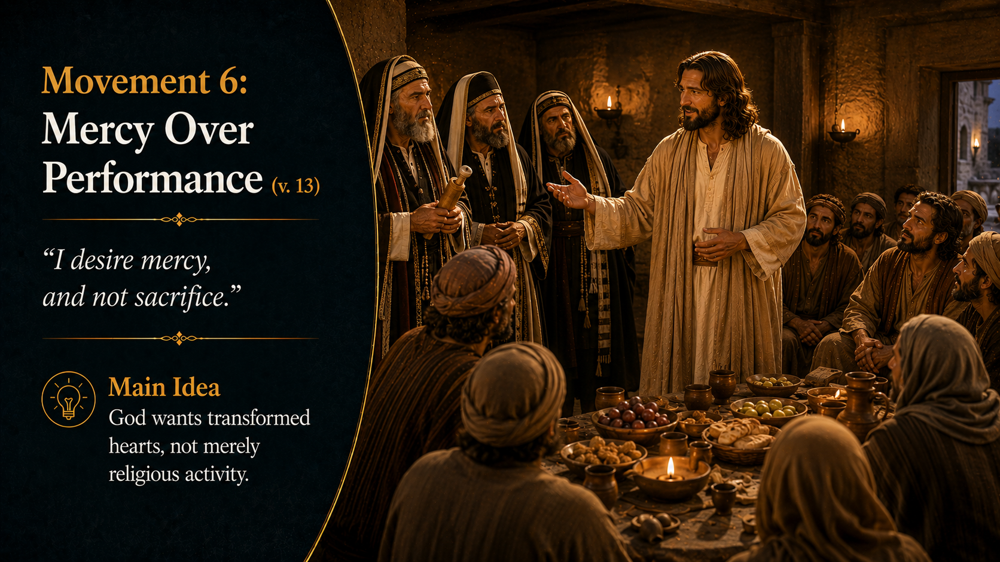 Movement 6:
Mercy Over
Performance (v. 13)
“I desire mercy,
and not sacrifice.”
Main Idea
God wants transformed
hearts, not merely
religious activity.